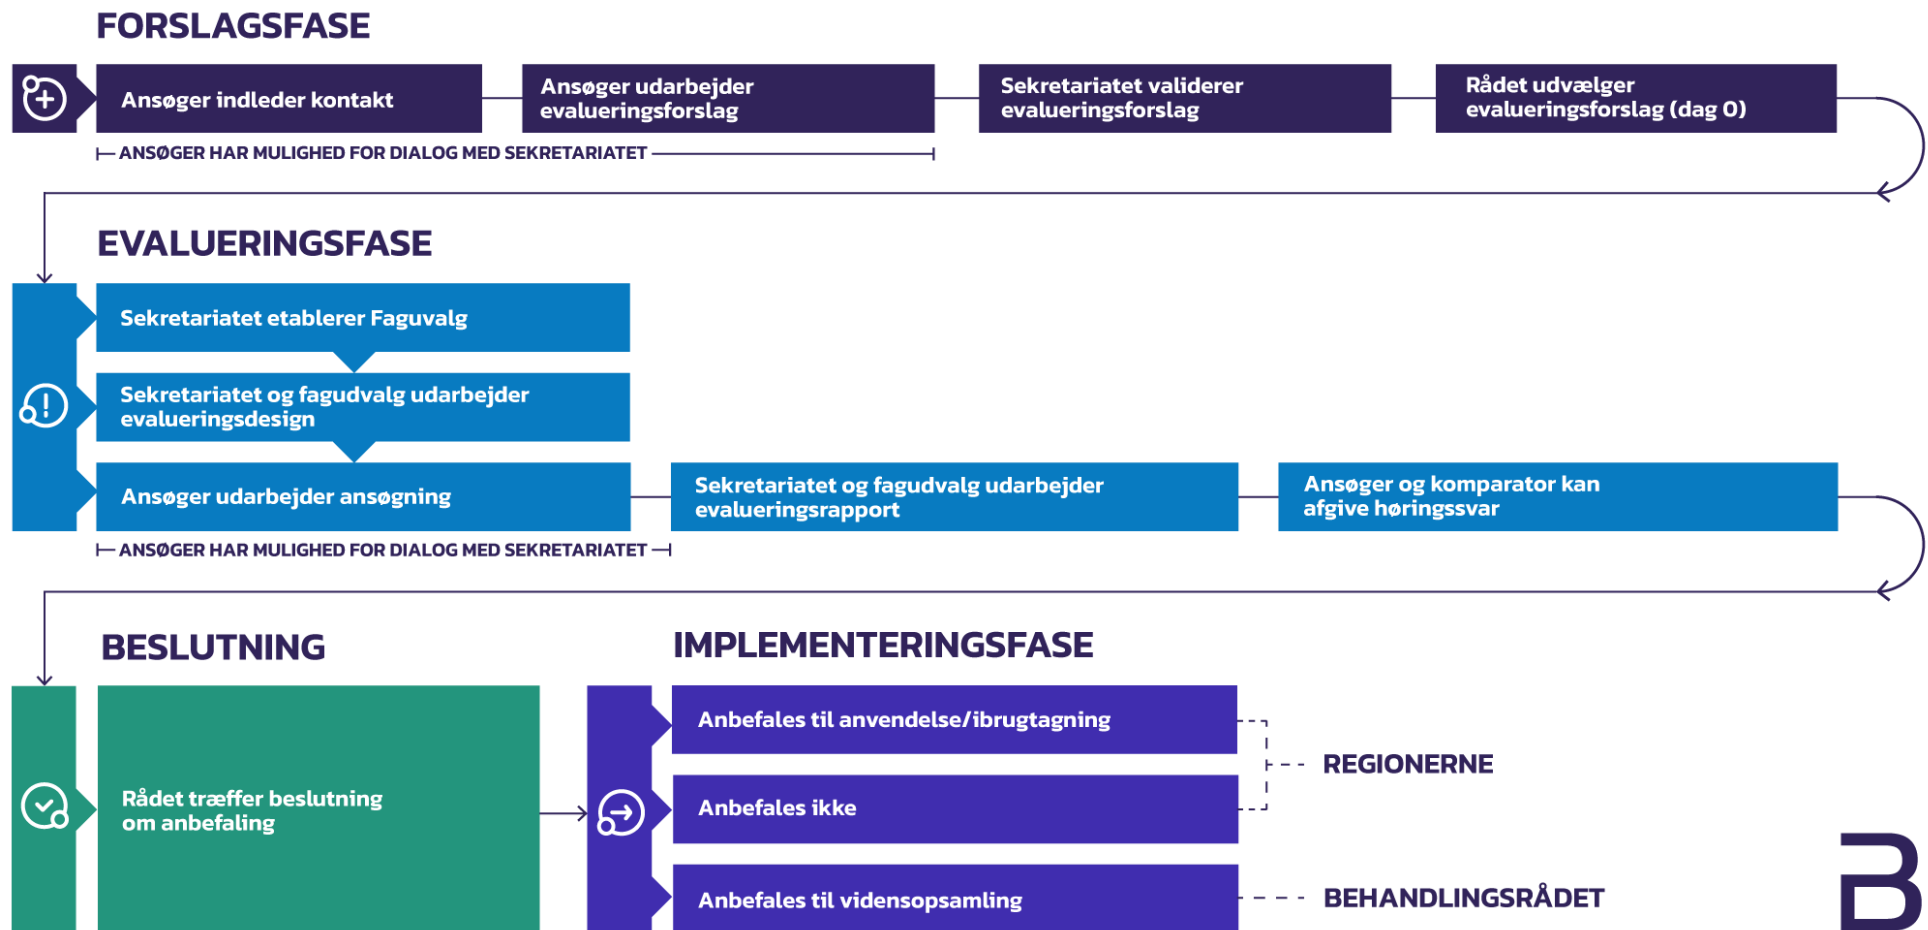 FORSLAGSFASE
Ansøger indleder kontakt
Ansøger udarbejder
evalueringsforslag
Sekretariatet validerer
evalueringsforslag
Rådet udvælger
evalueringsforslag (dag 0)
ANSØGER HAR MULIGHED FOR DIALOG MED SEKRETARIATET
EVALUERINGSFASE
Sekretariatet etablerer Faguvalg
Sekretariatet og fagudvalg udarbejder
evalueringsdesign
Ansøger udarbejder ansøgning
Sekretariatet og fagudvalg udarbejder
evalueringsrapport
Ansøger og komparator kan
afgive høringssvar
ANSØGER HAR MULIGHED FOR DIALOG MED SEKRETARIATET
BESLUTNING
Rådet træffer beslutning
om anbefaling
IMPLEMENTERINGSFASE
Anbefales til anvendelse/ibrugtagning
Anbefales ikke
REGIONERNE
Anbefales til vidensopsamling
BEHANDLINGSRÅDET
B